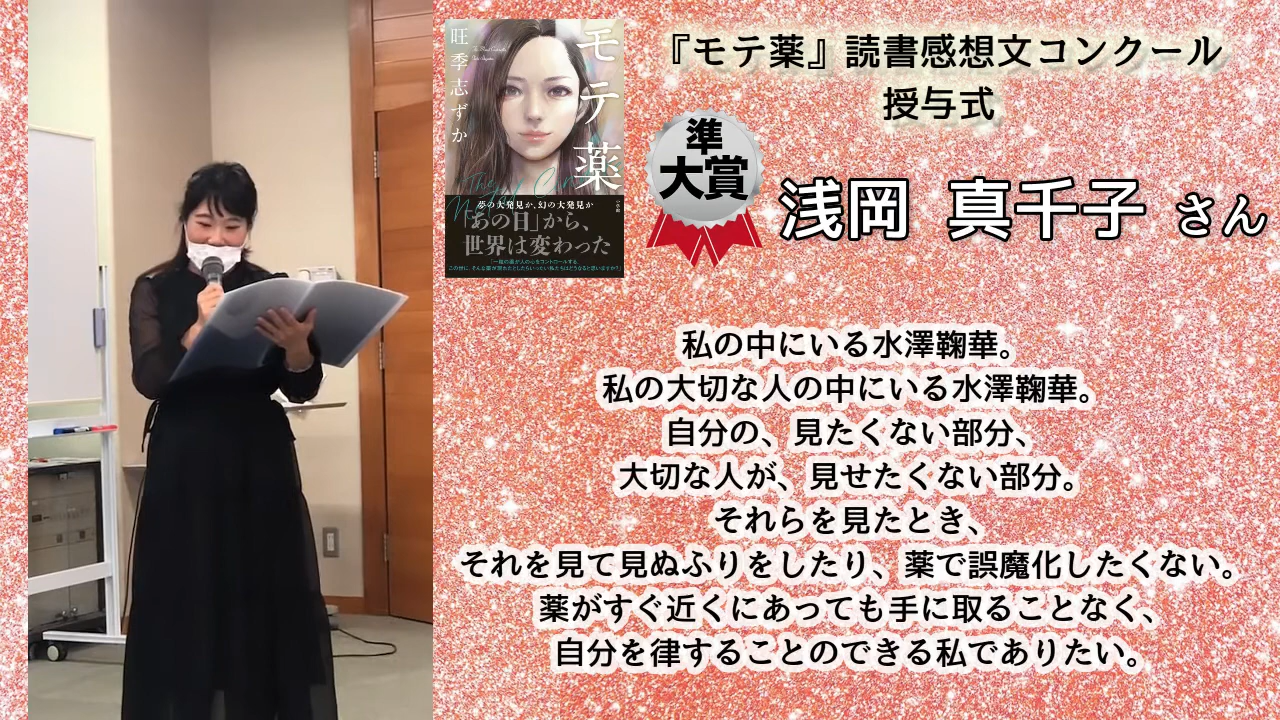 『モテ薬』読書感想文コンクール
授与式
モテ薬
旺季志ずか
夢の大発見か、幻の大発見か
「あの日」から、
世界は変わった
準
大賞
浅岡 真千子 さん
私の中にいる水澤鞠華。
私の大切な人の中にいる水澤鞠華。
自分の、見たくない部分、
大切な人が、見せたくない部分。
それらを見たとき、
それを見て見ぬふりをしたり、薬で誤魔化したくない。
薬がすぐ近くにあっても手に取ることなく、
自分を律することのできる私でありたい。